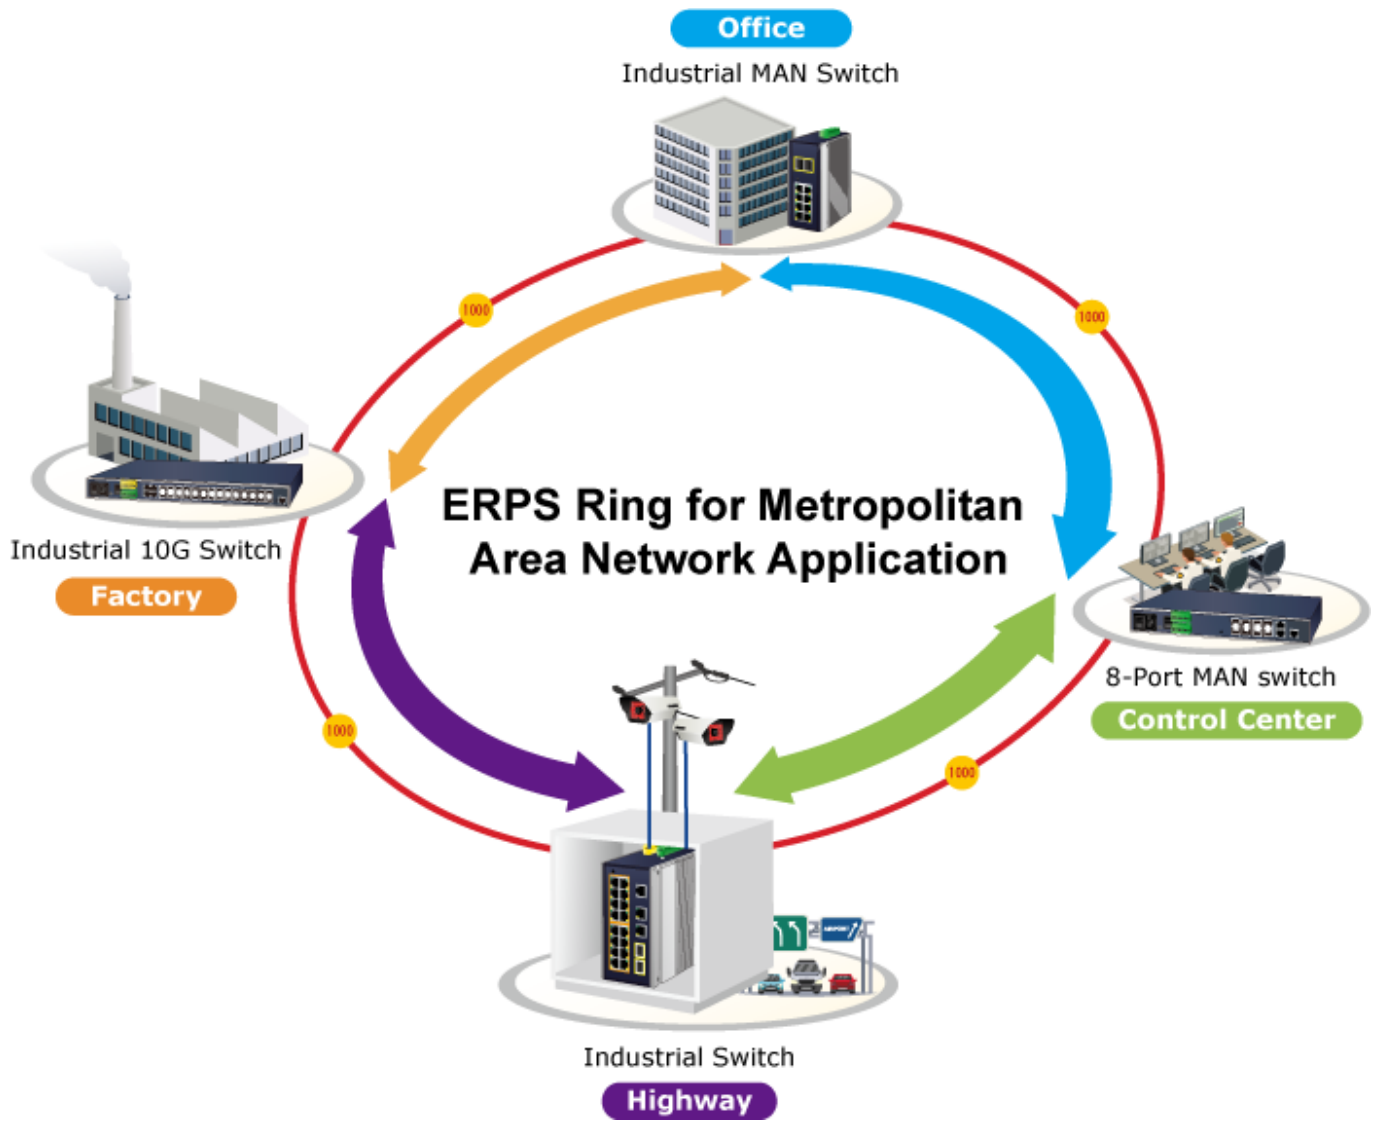 Office
Industrial MAN Switch
1000
1000
ERPS Ring for Metropolitan
Area Network Application
Industrial 10G Switch
Factory
8-Port MAN switch
Control Center
1000
1000
AIRPORT
Industrial Switch
Highway